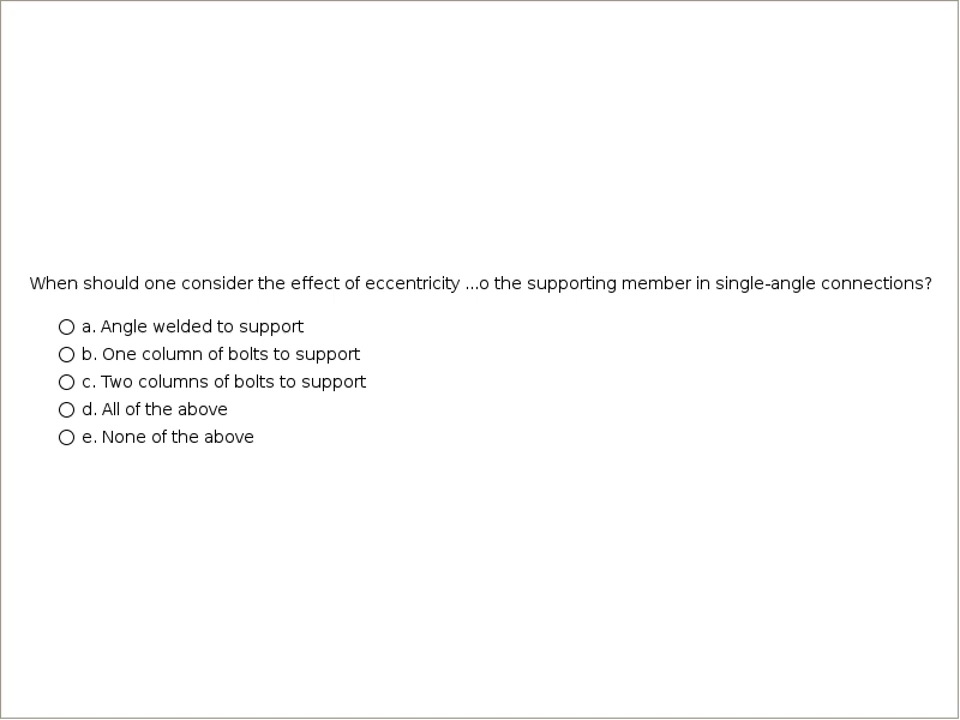 When should one consider the effect of eccentricity ...o the supporting member in single-angle connections?
a. Angle welded to support
b. One column of bolts to support
c. Two columns of bolts to support
d. All of the above
e. None of the above